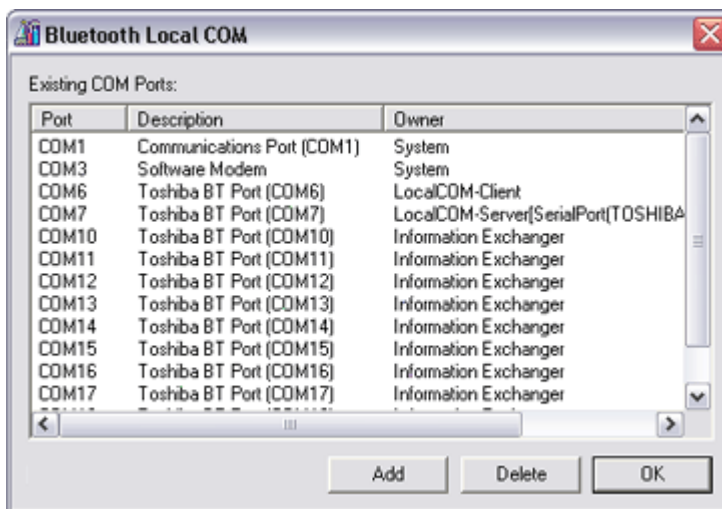 Bluetooth Local COM
Existing COM Ports:
Port Description Owner
COM1 Communications Port (COM1) System
COM3 Software Modem System
COM6 Toshiba BT Port (COM6) LocalCOM-Client
COM7 Toshiba BT Port (COM7) LocalCOM-Server[SerialPort(TOSHIBA
COM10 Toshiba BT Port (COM10) Information Exchanger
COM11 Toshiba BT Port (COM11) Information Exchanger
COM12 Toshiba BT Port (COM12) Information Exchanger
COM13 Toshiba BT Port (COM13) Information Exchanger
COM14 Toshiba BT Port (COM14) Information Exchanger
COM15 Toshiba BT Port (COM15) Information Exchanger
COM16 Toshiba BT Port (COM16) Information Exchanger
COM17 Toshiba BT Port (COM17) Information Exchanger
Add Delete OK